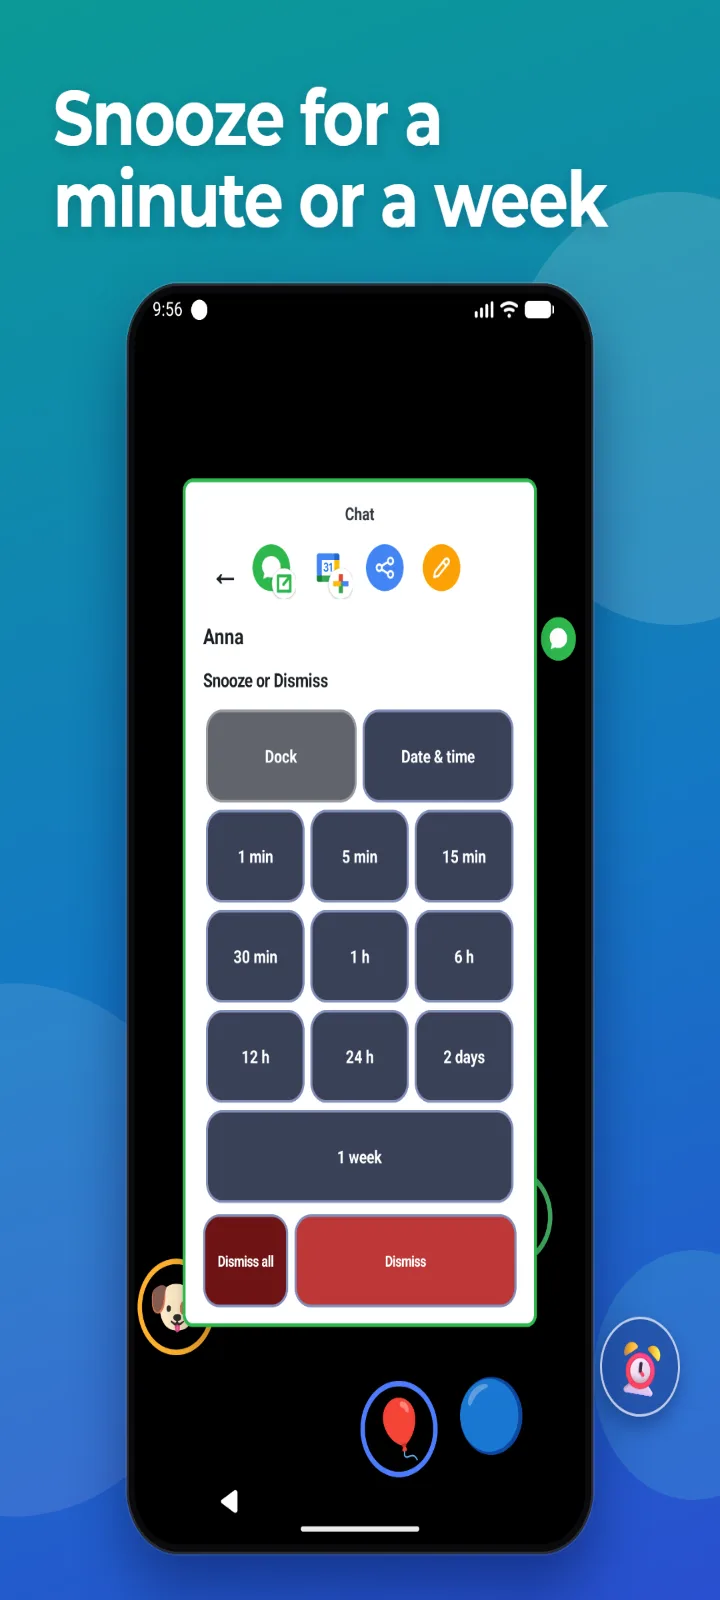 Snooze for a
minute or a week
9:56
Chat
31
Anna
Snooze or Dismiss
Dock
Date & time
1 min
5 min
15 min
30 min
1 h
6 h
12 h
24 h
2 days
1 week
Dismiss all
Dismiss